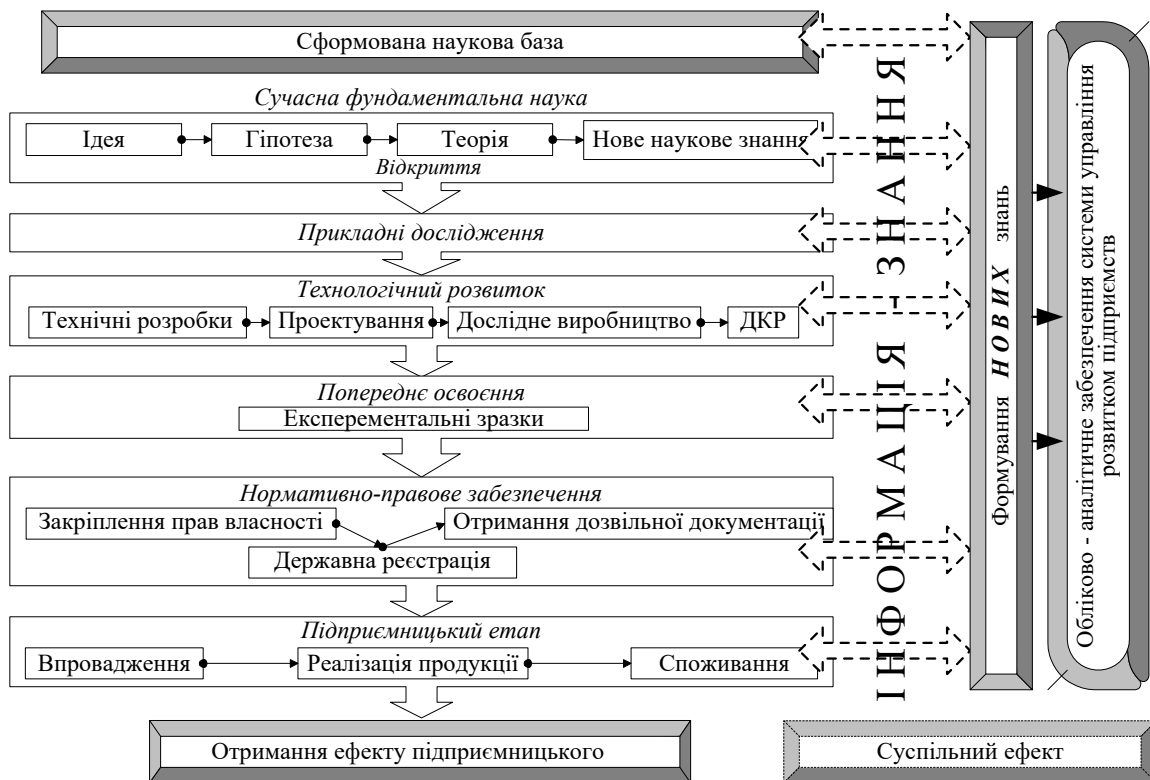 Сформована наукова база
Сучасна фундаментальна наука
Ідея
Гіпотеза
Теорія
Нове наукове знання
Відкриття
Прикладні дослідження
Технологічний розвиток
Технічні розробки
Проектування
Дослідне виробництво
ДКР
Попереднє освоєння
Експерементальні зразки
Нормативно-правове забезпечення
Закріплення прав власності
Отримання дозвільної документації
Державна реєстрація
Підприємницький етап
Впровадження
Реалізація продукції
Споживання
Отримання ефекту підприємницького
Суспільний ефект
ІНФОРМАЦІЯ - ЗНАННЯ
Формування НОВИХ знань
Обліково - аналітичне забезпечення системи управління
розвитком підприємств